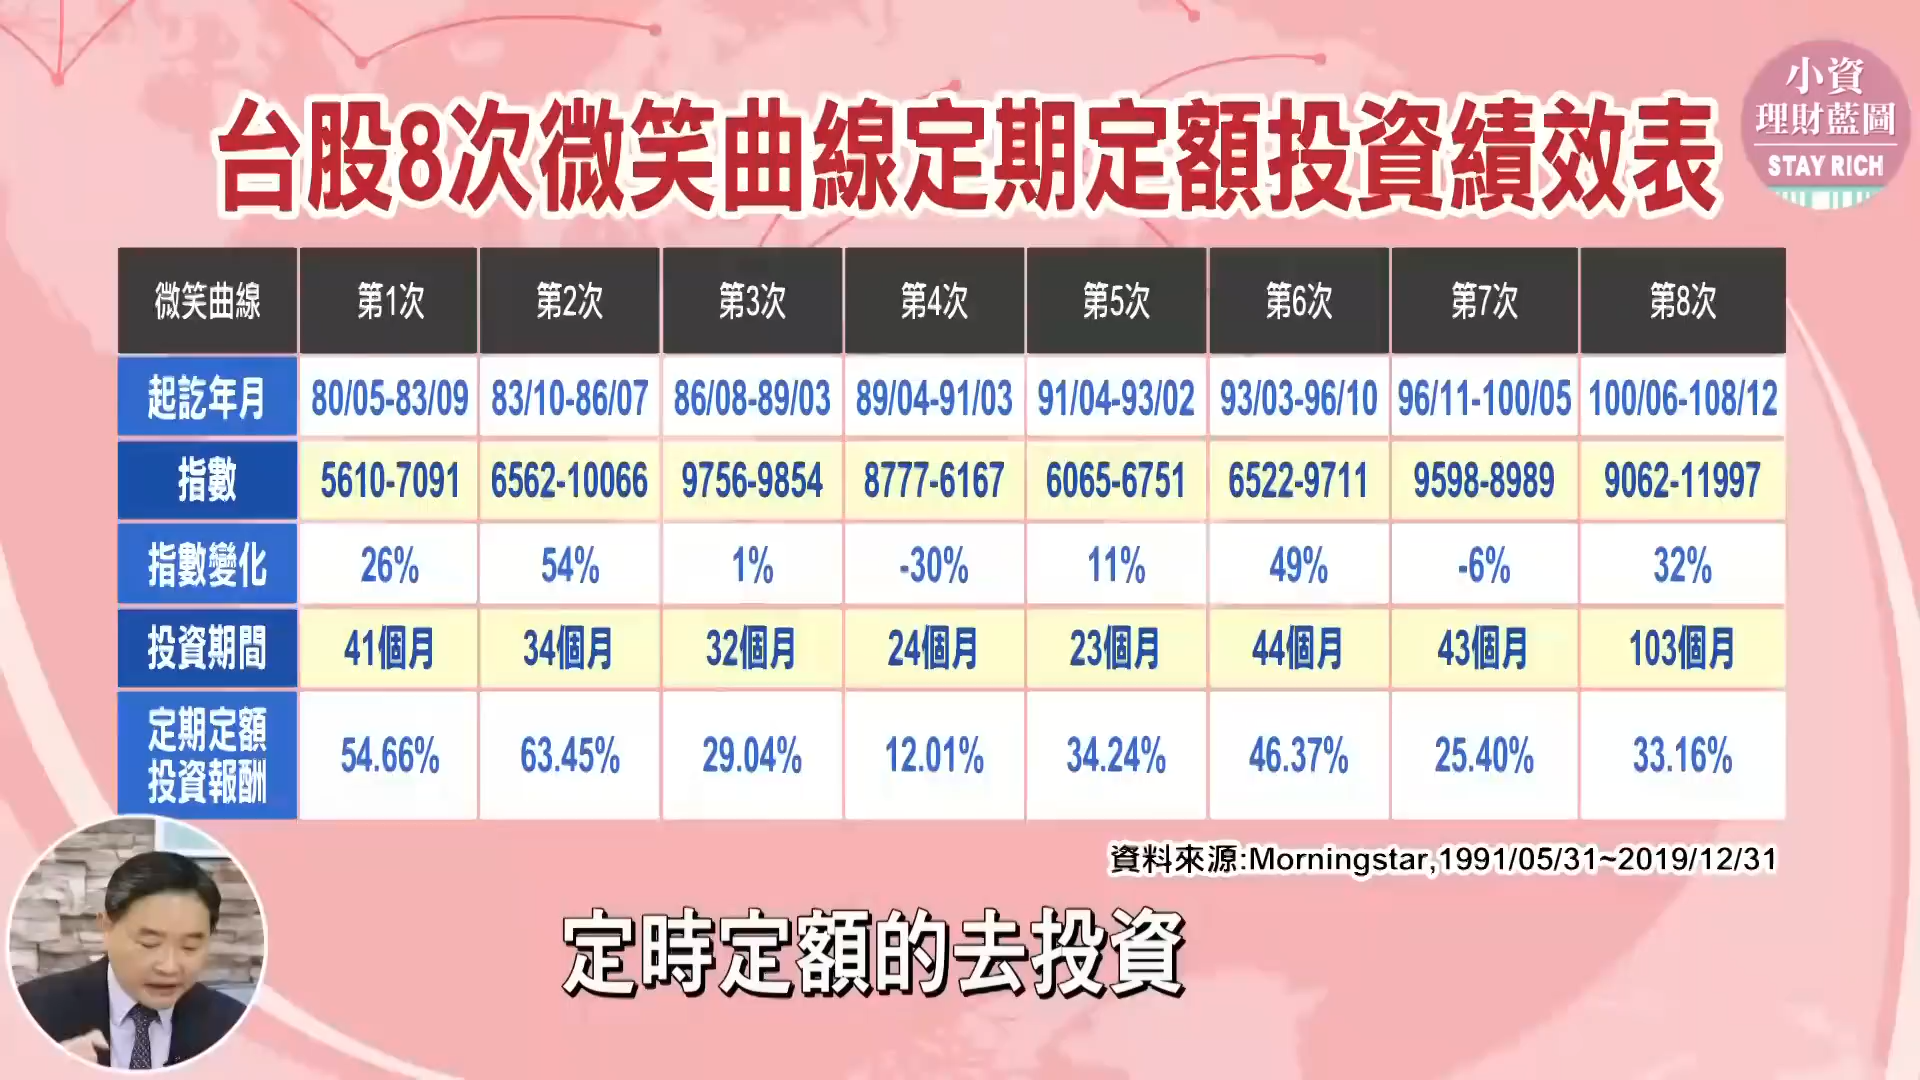 台股8次微笑曲線定期定額投資績效表
小資
理財藍圖
STAY RICH
微笑曲線 第1次 第2次 第3次 第4次 第5次 第6次 第7次 第8次
起訖年月 80/05-83/09 83/10-86/07 86/08-89/03 89/04-91/03 91/04-93/02 93/03-96/10 96/11-100/05 100/06-108/12
指數 5610-7091 6562-10066 9756-9854 8777-6167 6065-6751 6522-9711 9598-8989 9062-11997
指數變化 26% 54% 1% -30% 11% 49% -6% 32%
投資期間 41個月 34個月 32個月 24個月 23個月 44個月 43個月 103個月
定期定額
投資報酬 54.66% 63.45% 29.04% 12.01% 34.24% 46.37% 25.40% 33.16%
資料來源:Morningstar,1991/05/31~2019/12/31
定時定額的去投資